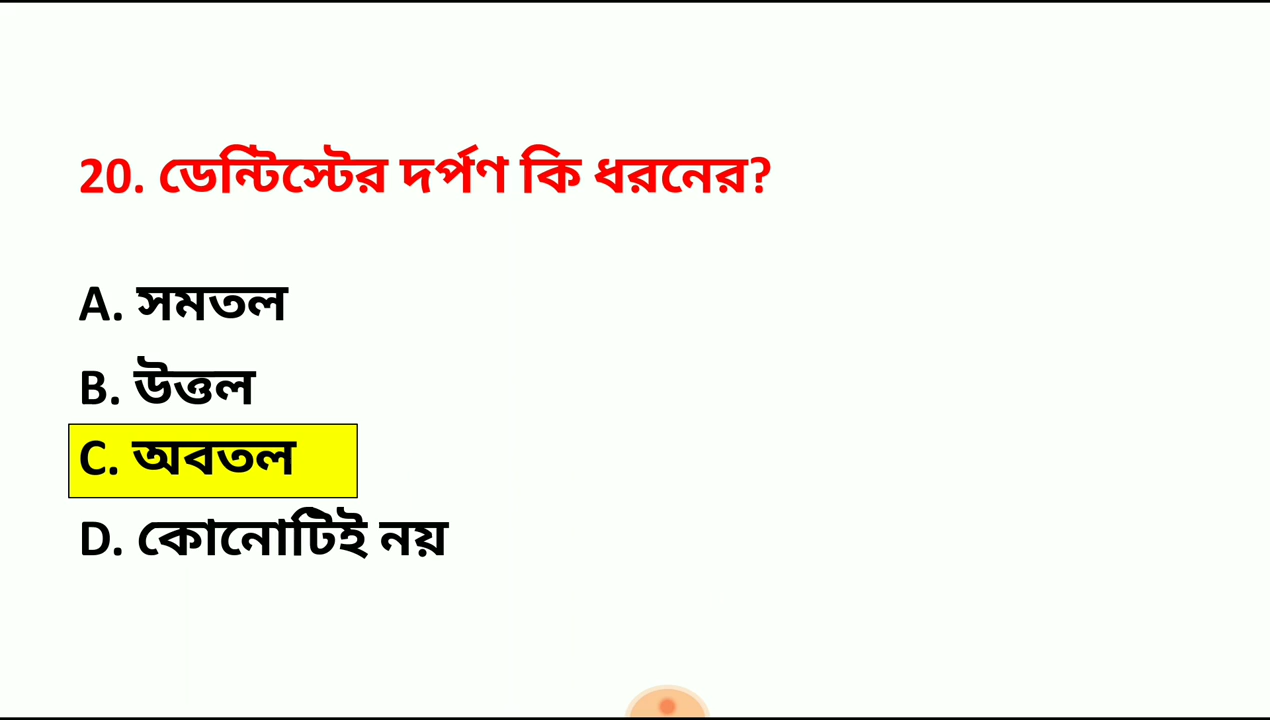 20. ডেন্টিস্টের দর্পণ কি ধরনের?
A. সমতল
B. উত্তল
C. অবতল
D. কোনোটিই নয়